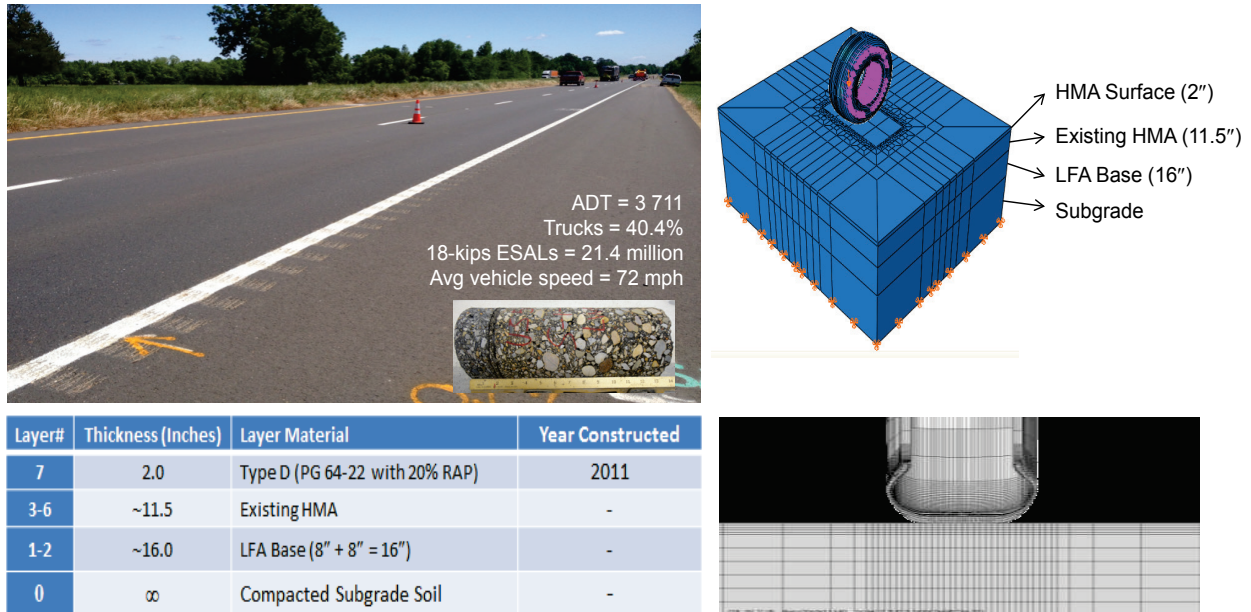 ADT = 3 711
Trucks = 40.4%
18-kips ESALs = 21.4 million
Avg vehicle speed = 72 mph
HMA Surface (2″)
Existing HMA (11.5″)
LFA Base (16″)
Subgrade
Layer# Thickness (Inches) Layer Material Year Constructed
7 2.0 Type D (PG 64-22 with 20% RAP) 2011
3-6 ~11.5 Existing HMA -
1-2 ~16.0 LFA Base (8″ + 8″ = 16″) -
0 ∞ Compacted Subgrade Soil -